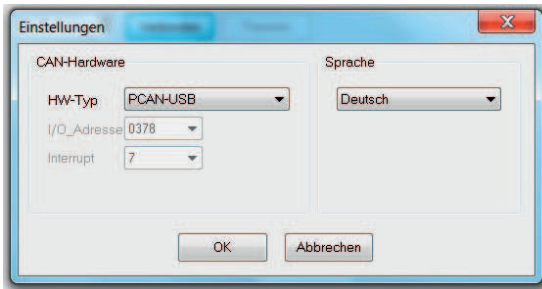 Einstellungen
CAN-Hardware
HW-Typ PCAN-USB
I/O_Adresse 0378
Interrupt 7
Sprache
Deutsch
OK Abbrechen